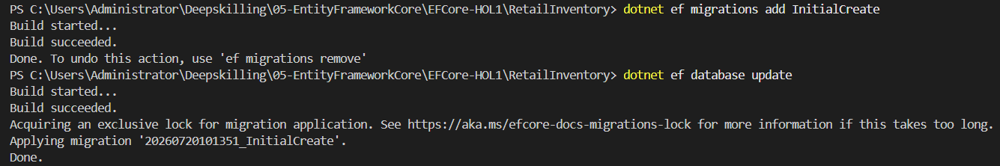 PS C:\Users\Administrator\Deepskilling\05-EntityFrameworkCore\EFCore-HOL1\RetailInventory> dotnet ef migrations add InitialCreate
Build started...
Build succeeded.
Done. To undo this action, use 'ef migrations remove'
PS C:\Users\Administrator\Deepskilling\05-EntityFrameworkCore\EFCore-HOL1\RetailInventory> dotnet ef database update
Build started...
Build succeeded.
Acquiring an exclusive lock for migration application. See https://aka.ms/efcore-docs-migrations-lock for more information if this takes too long.
Applying migration '20260720101351_InitialCreate'.
Done.